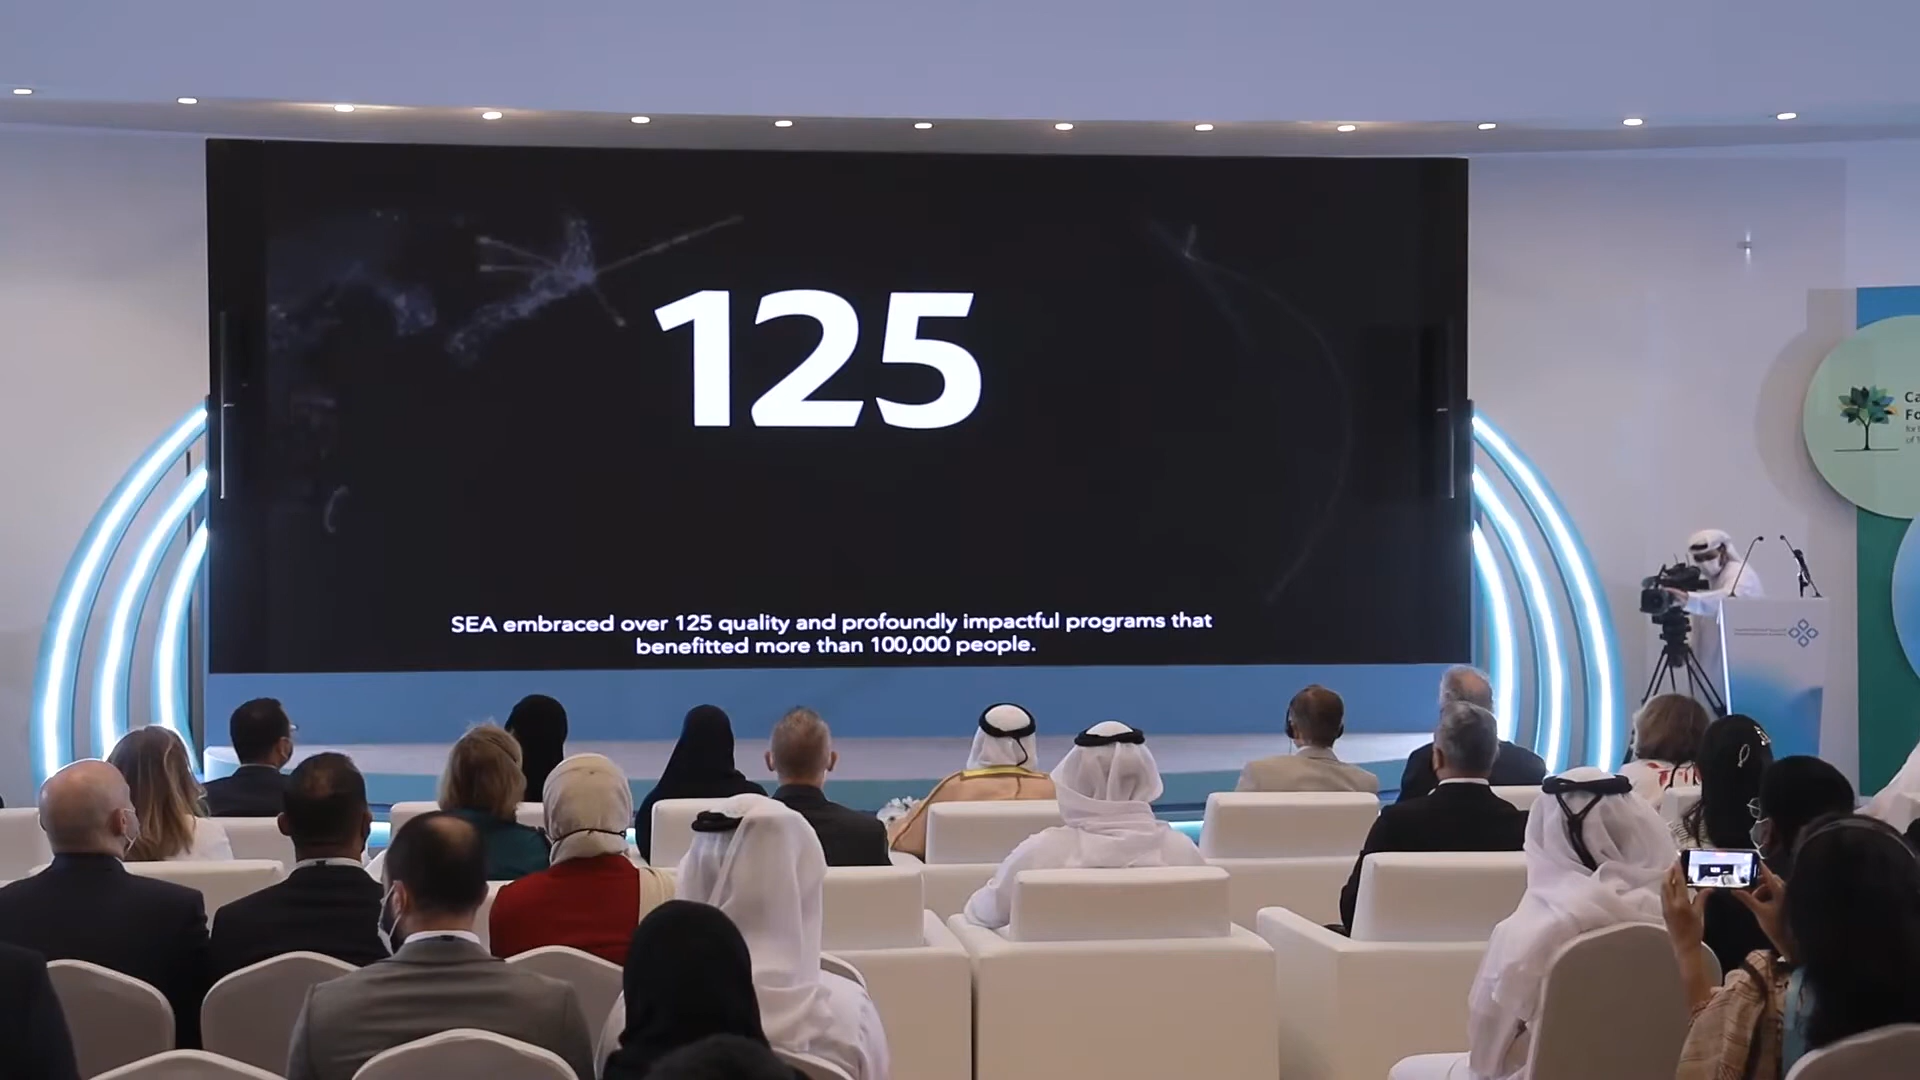 125
SEA embraced over 125 quality and profoundly impactful programs that
benefitted more than 100,000 people.